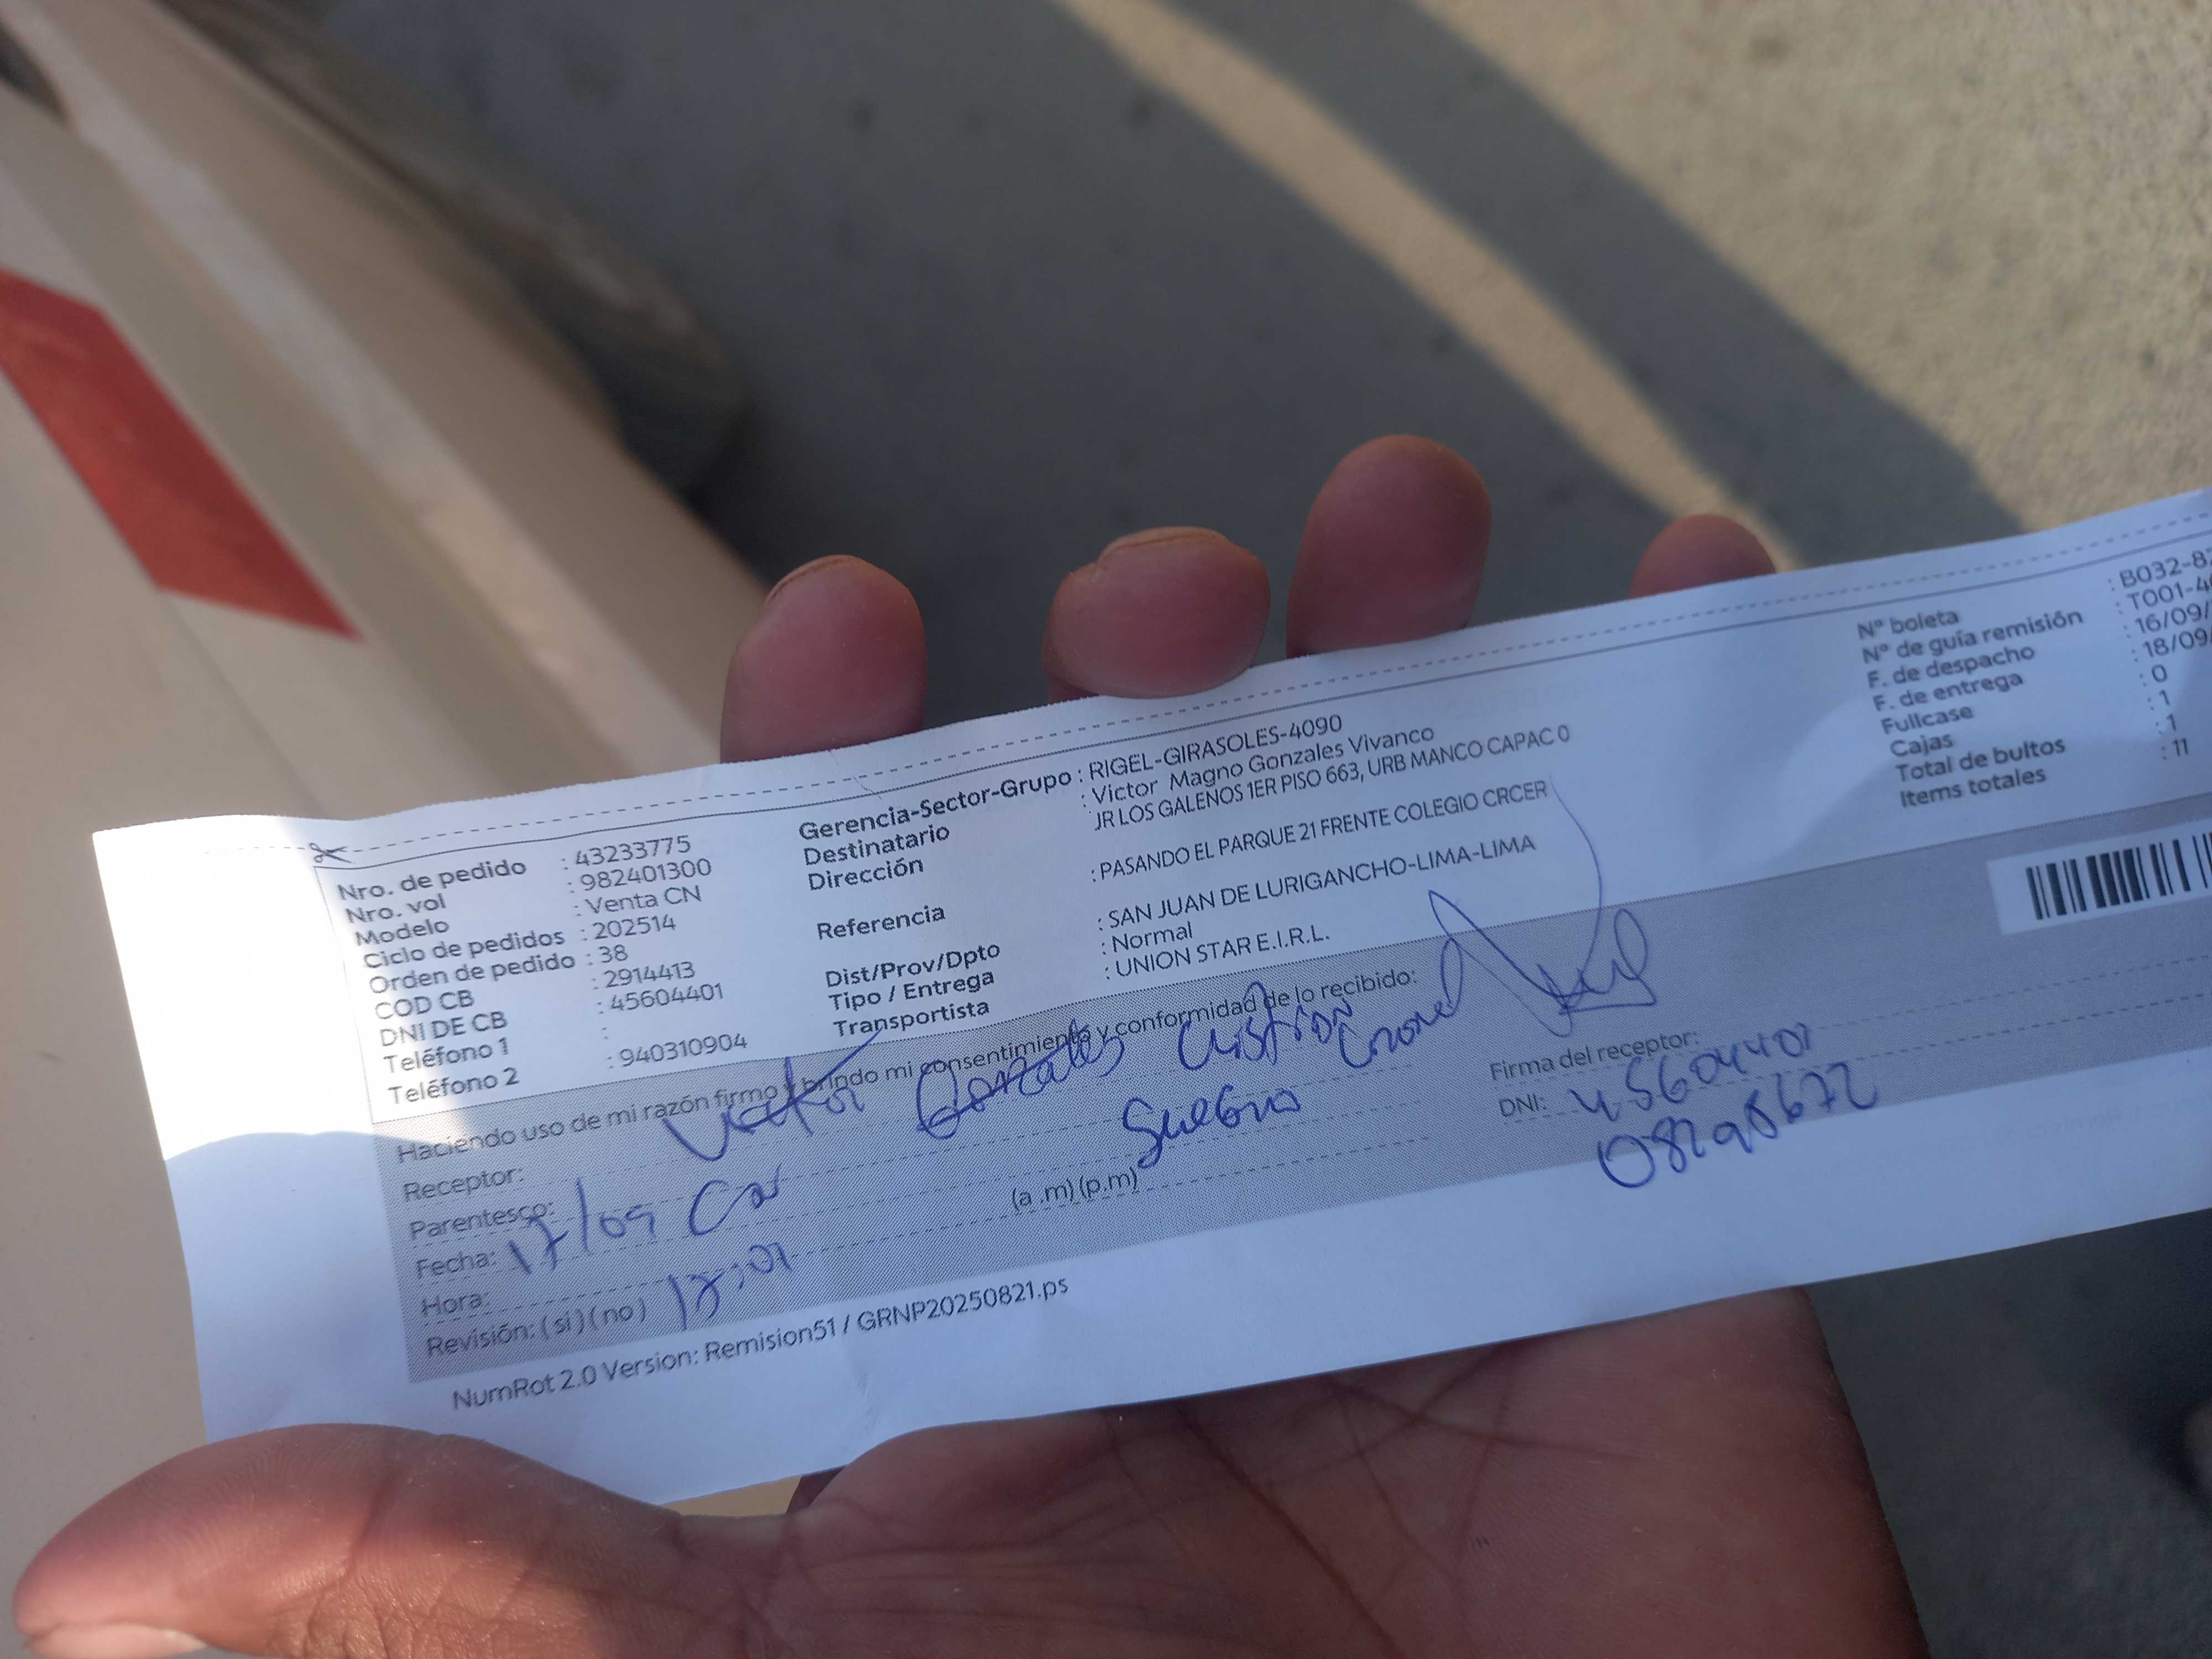 Nro. de pedido : 43233775
Nro. vol : 982401300
Modelo : Venta CN
Ciclo de pedidos : 202514
Orden de pedido : 38
COD CB : 2914413
DNI DE CB : 45604401
Teléfono 1 :
Teléfono 2 : 940310904
Gerencia-Sector-Grupo : RIGEL-GIRASOLES-4090
Destinatario : Victor Magno Gonzales Vivanco
Dirección : JR LOS GALENOS 1ER PISO 663, URB MANCO CAPAC 0
Referencia : PASANDO EL PARQUE 21 FRENTE COLEGIO CRCER
Dist/Prov/Dpto : SAN JUAN DE LURIGANCHO-LIMA-LIMA
Tipo / Entrega : Normal
Transportista : UNION STAR E.I.R.L.
Nº boleta : B032-8
Nº de guía remisión : T001-4
F. de despacho : 16/09/
F. de entrega : 18/09/
Fullcase : 0
Cajas : 1
Total de bultos : 1
Items totales : 11
Haciendo uso de mi razón firmo y brindo mi consentimiento y conformidad de lo recibido:
Receptor: Victor Gonzales
Parentesco: Suegro
Firma del receptor:
Fecha: 17/09
DNI: 45604401
Hora: (a .m) (p.m)
Revisión: ( si ) ( no )
NumRot 2.0 Version: Remision51 / GRNP20250821.ps